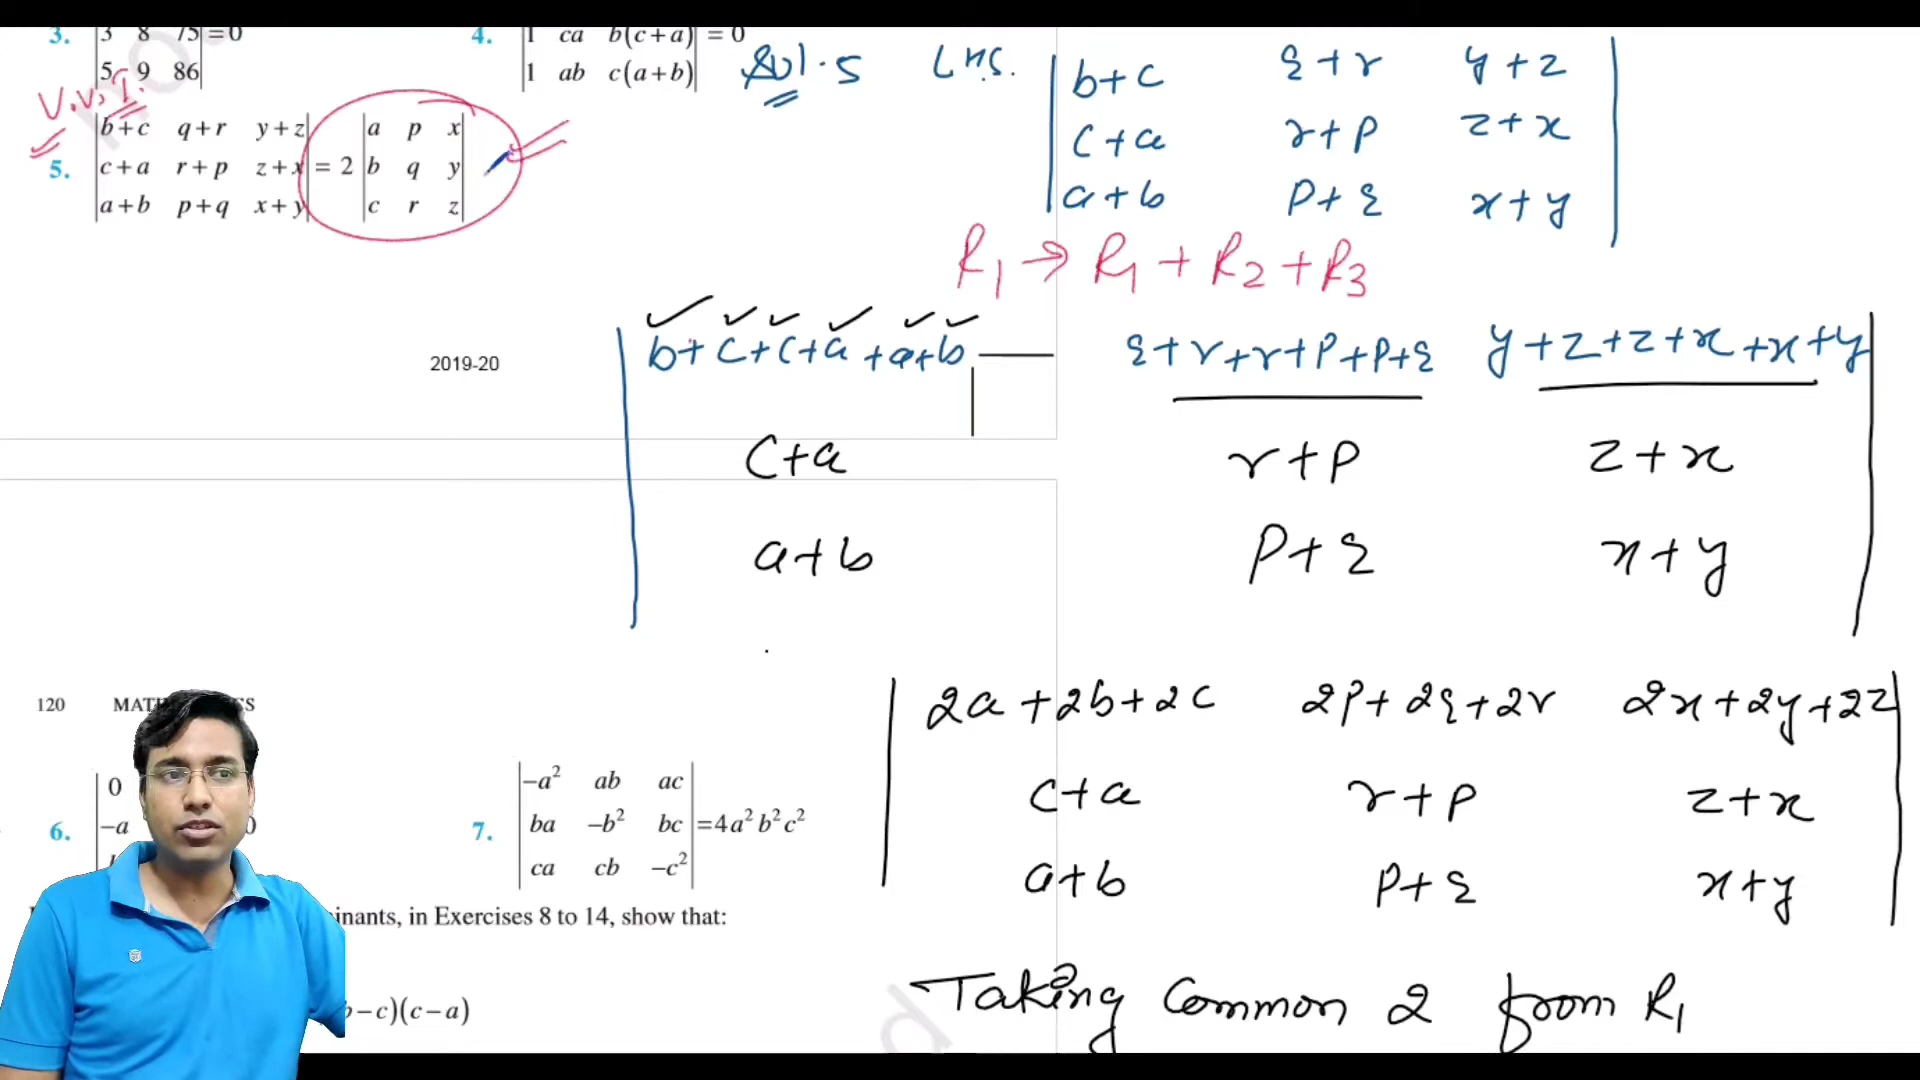 3. |3 8 75| = 0
5 9 86|
4. |1 ca b(c+a)| = 0
|1 ab c(a+b)|
V.V.I.
5. |b+c q+r y+z| |a p x|
|c+a r+p z+x| = 2 |b q y|
|a+b p+q x+y| |c r z|
Sol.5 LHS. |b+c q+r y+z|
|c+a r+p z+x|
|a+b p+q x+y|
R1 → R1 + R2 + R3
|b+c+c+a+a+b q+r+r+p+p+q y+z+z+x+x+y|
c+a r+p z+x
a+b p+q x+y
2019-20
|2a+2b+2c 2p+2q+2r 2x+2y+2z|
c+a r+p z+x
a+b p+q x+y
Taking Common 2 from R1
120
6. |0
-a 0
7. |-a² ab ac|
|ba -b² bc| =4a²b²c²
|ca cb -c²|
inants, in Exercises 8 to 14, show that:
b-c)(c-a)